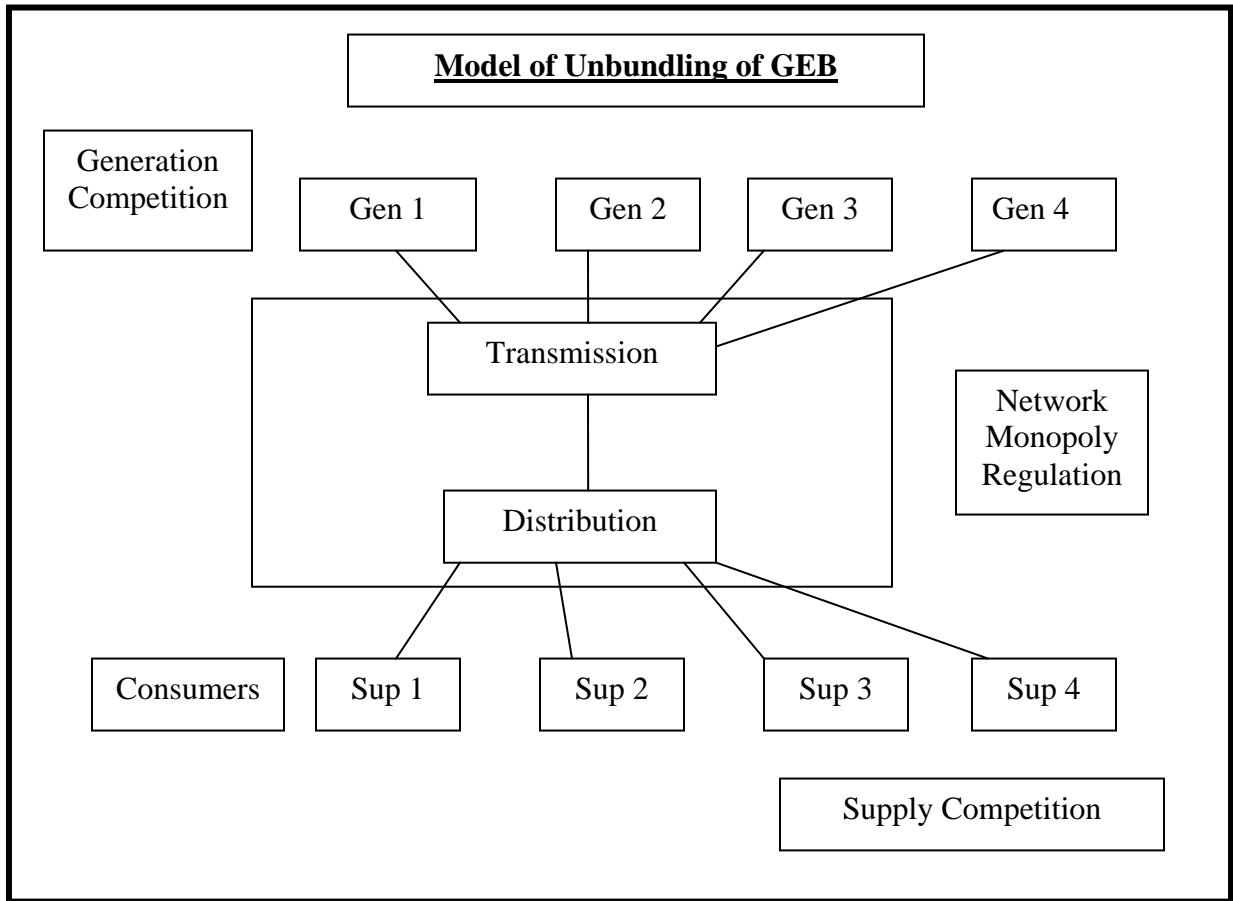 Model of Unbundling of GEB
Generation
Competition
Gen 1
Gen 2
Gen 3
Gen 4
Transmission
Network
Monopoly
Regulation
Distribution
Consumers
Sup 1
Sup 2
Sup 3
Sup 4
Supply Competition